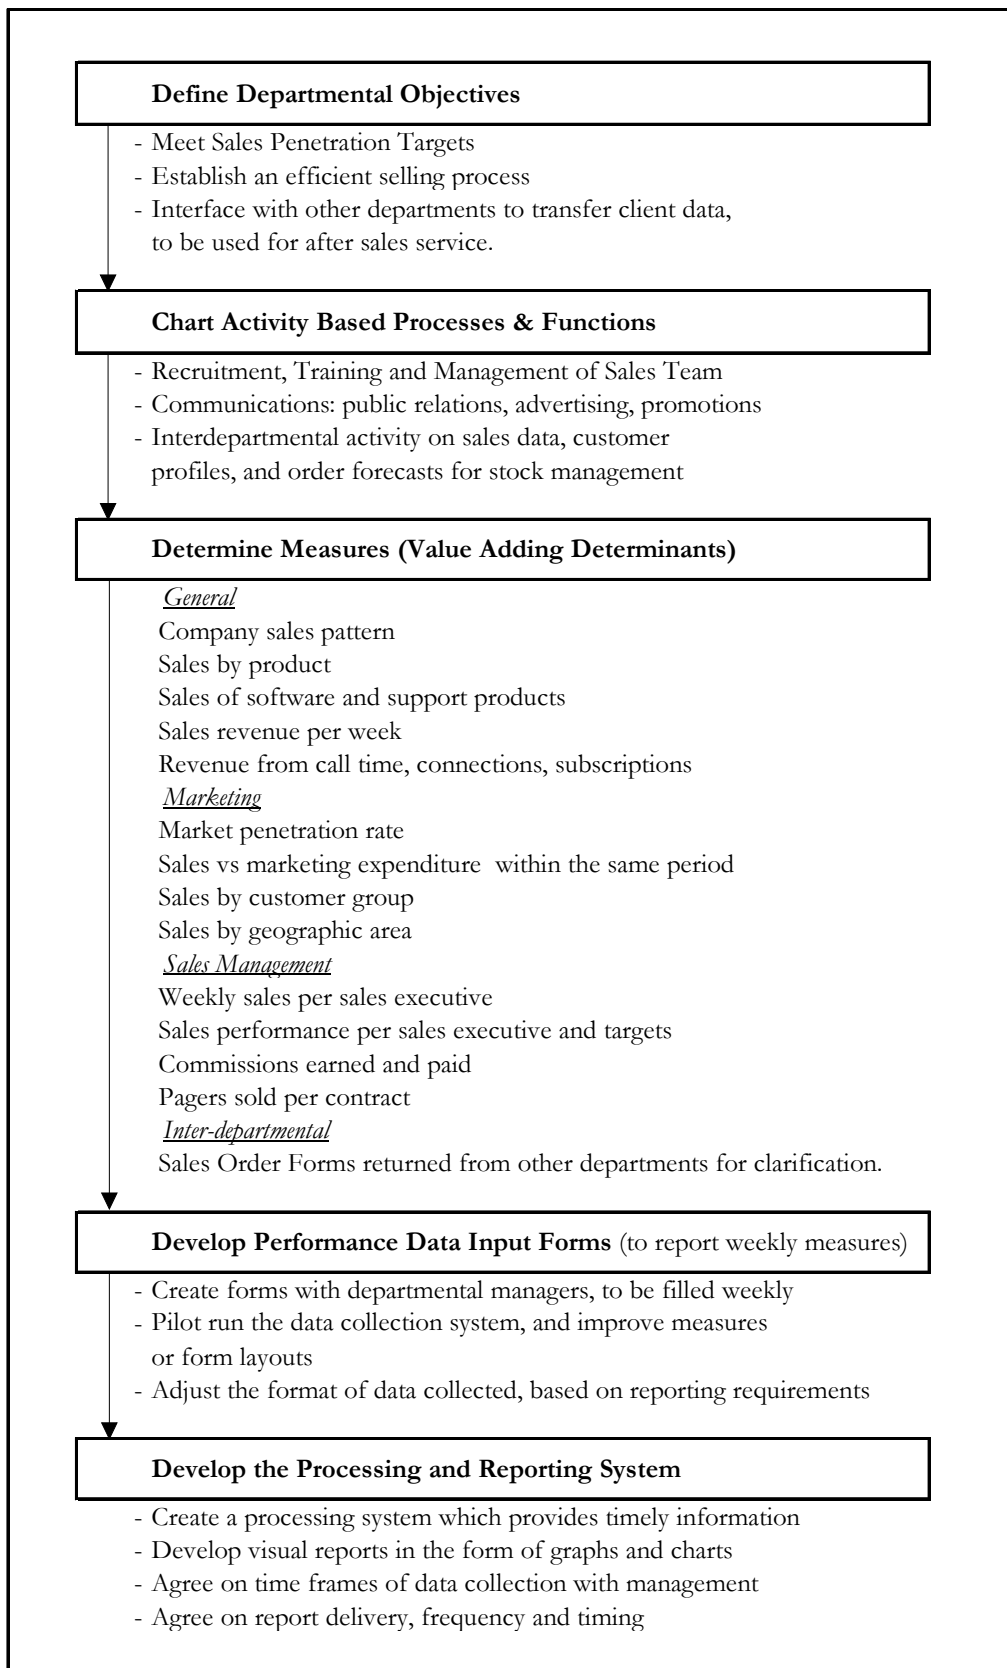 Define Departmental Objectives
- Meet Sales Penetration Targets
- Establish an efficient selling process
- Interface with other departments to transfer client data,
to be used for after sales service.
Chart Activity Based Processes & Functions
- Recruitment, Training and Management of Sales Team
- Communications: public relations, advertising, promotions
- Interdepartmental activity on sales data, customer
profiles, and order forecasts for stock management
Determine Measures (Value Adding Determinants)
General
Company sales pattern
Sales by product
Sales of software and support products
Sales revenue per week
Revenue from call time, connections, subscriptions
Marketing
Market penetration rate
Sales vs marketing expenditure  within the same period
Sales by customer group
Sales by geographic area
Sales Management
Weekly sales per sales executive
Sales performance per sales executive and targets
Commissions earned and paid
Pagers sold per contract
Inter-departmental
Sales Order Forms returned from other departments for clarification.
Develop Performance Data Input Forms (to report weekly measures)
- Create forms with departmental managers, to be filled weekly
- Pilot run the data collection system, and improve measures
or form layouts
- Adjust the format of data collected, based on reporting requirements
Develop the Processing and Reporting System
- Create a processing system which provides timely information
- Develop visual reports in the form of graphs and charts
- Agree on time frames of data collection with management
- Agree on report delivery, frequency and timing